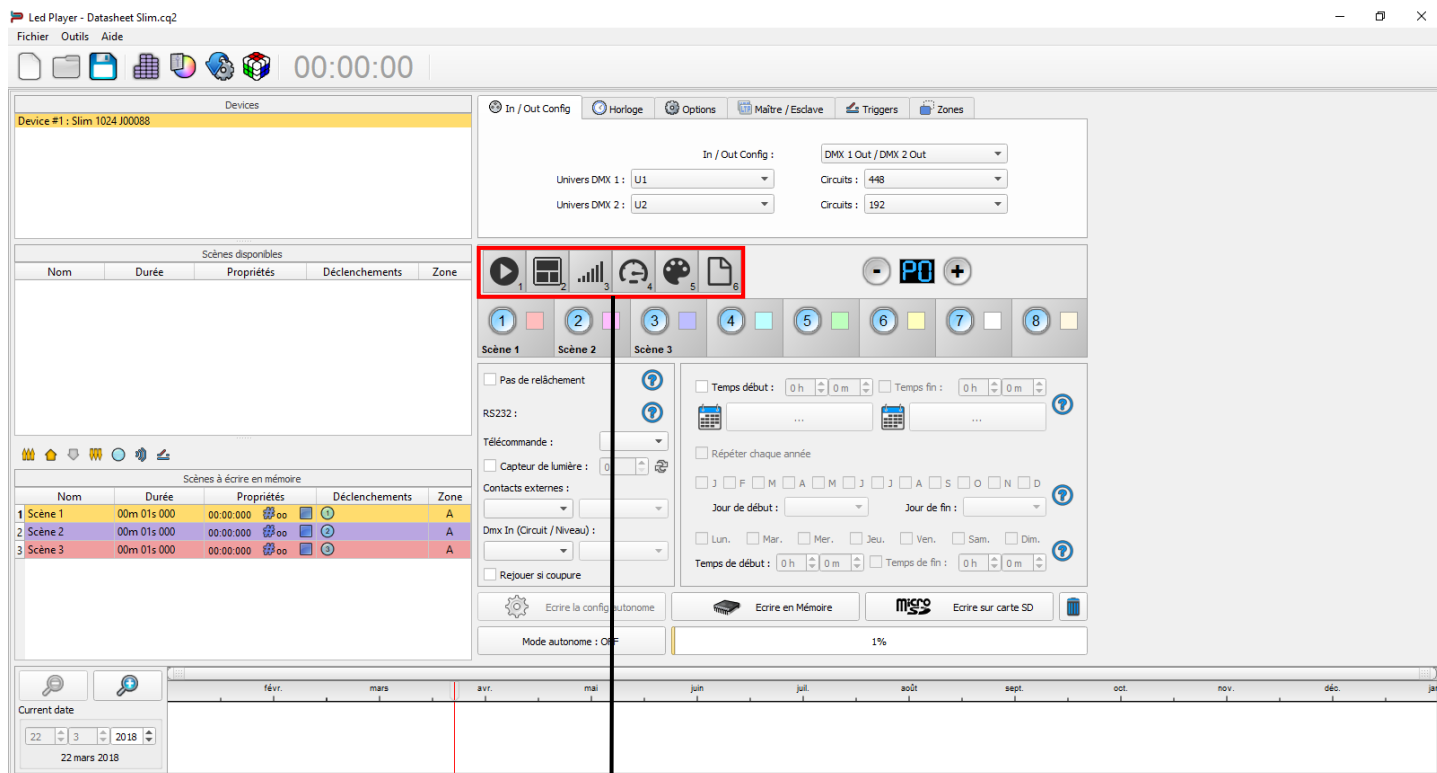 Led Player - Datasheet Slim.cq2
Fichier Outils Aide
00:00:00
Devices
Device #1 : Slim 1024 J00088
In / Out Config Horloge Options Maître / Esclave Triggers Zones
In / Out Config : DMX 1 Out / DMX 2 Out
Univers DMX 1 : U1 Circuits : 448
Univers DMX 2 : U2 Circuits : 192
Scènes disponibles
Nom Durée Propriétés Déclenchements Zone
1 2 3 4 5 6
- P0 +
1 2 3 4 5 6 7 8
Scène 1 Scène 2 Scène 3
Pas de relâchement ?
RS232 : ?
Télécommande :
Capteur de lumière : 0
Contacts externes :
Dmx In (Circuit / Niveau) :
Rejouer si coupure
Temps début : 0 h 0 m Temps fin : 0 h 0 m ?
... ...
Répéter chaque année
J F M A M J J A S O N D ?
Jour de début : Jour de fin :
Lun. Mar. Mer. Jeu. Ven. Sam. Dim. ?
Temps de début : 0 h 0 m Temps de fin : 0 h 0 m
Scènes à écrire en mémoire
Nom Durée Propriétés Déclenchements Zone
1 Scène 1 00m 01s 000 00:00:000 # oo 1 A
2 Scène 2 00m 01s 000 00:00:000 # oo 2 A
3 Scène 3 00m 01s 000 00:00:000 # oo 3 A
Ecrire la config autonome Ecrire en Mémoire micro SD Ecrire sur carte SD
Mode autonome : OFF 1%
févr. mars avr. mai juin juil. août sept. oct. nov. déc.
Current date
22 3 2018
22 mars 2018